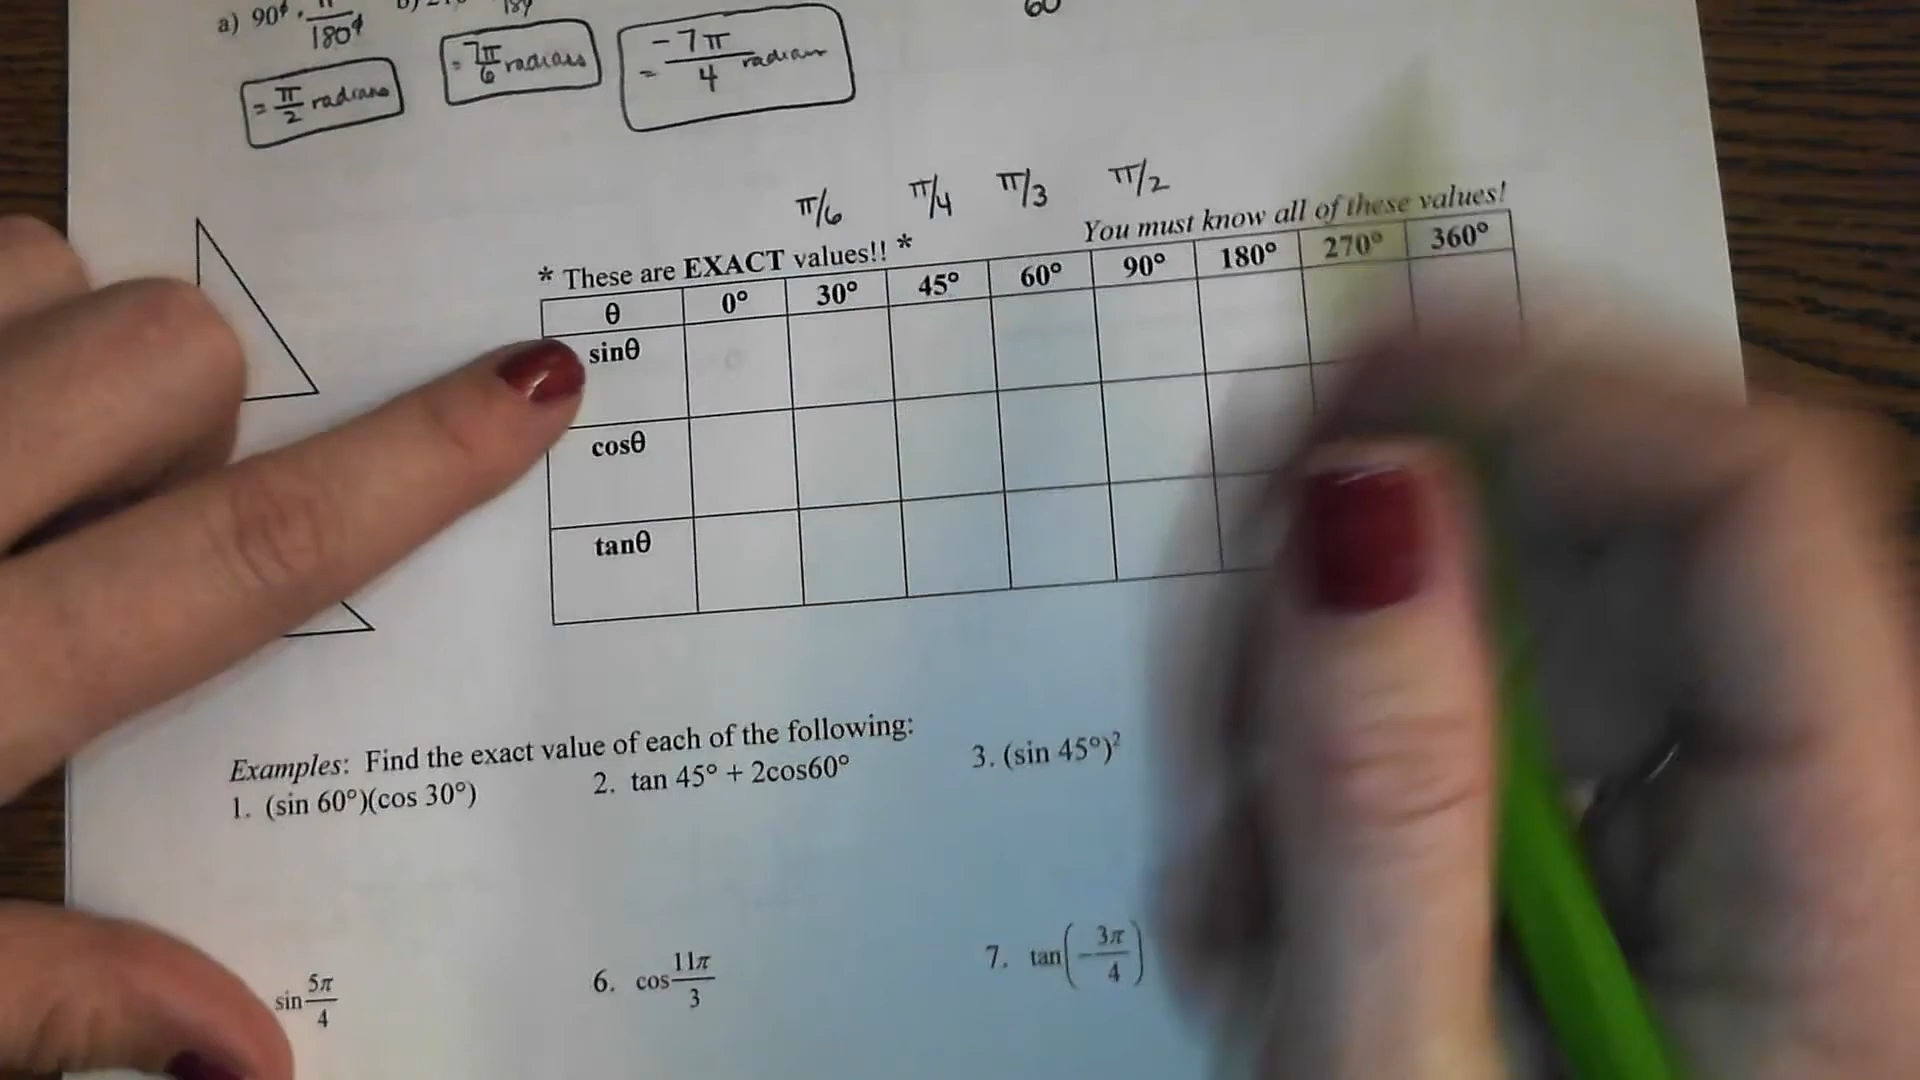 a) 90° · π/180°
= π/2 radians
= 7π/6 radians
= -7π/4 radian
60
π/6 π/4 π/3 π/2
* These are EXACT values!! *
You must know all of these values!
θ 0° 30° 45° 60° 90° 180° 270° 360°
sinθ
cosθ
tanθ
Examples: Find the exact value of each of the following:
1. (sin 60°)(cos 30°)
2. tan 45° + 2cos60°
3. (sin 45°)²
sin 5π/4
6. cos 11π/3
7. tan(-3π/4)